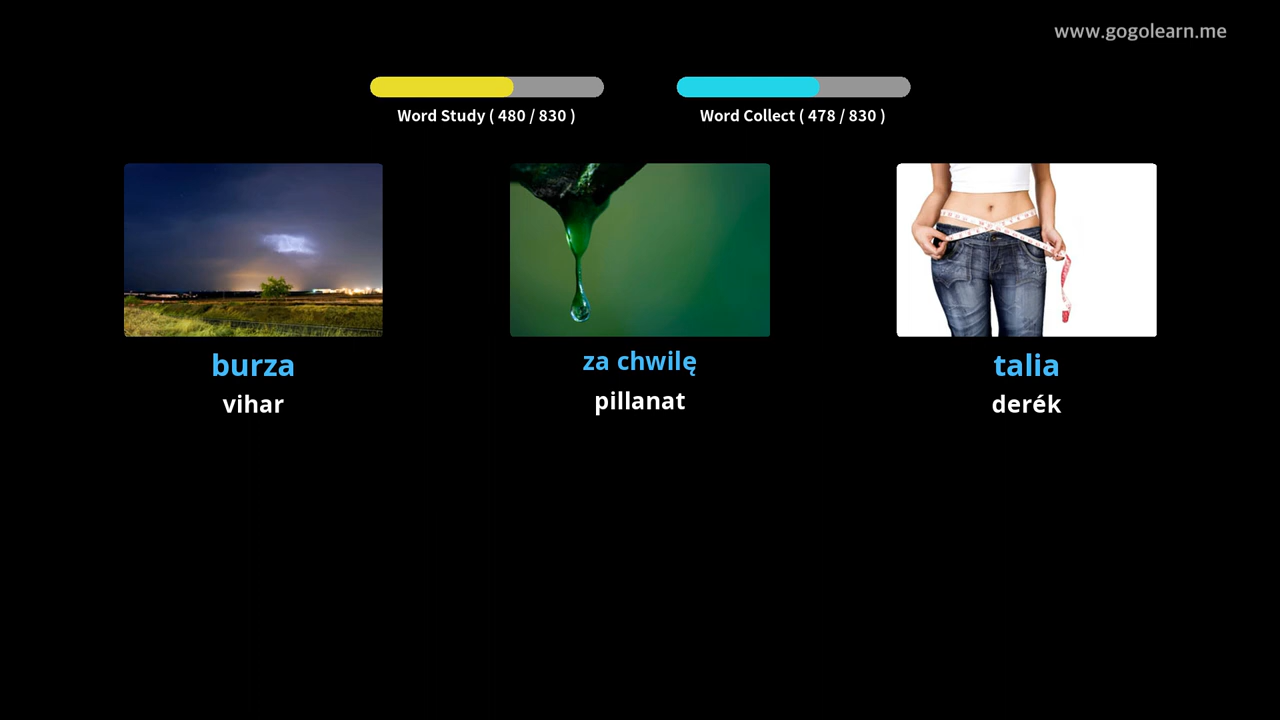 www.gogolearn.me
Word Study ( 480 / 830 )
Word Collect ( 478 / 830 )
burza
vihar
za chwilę
pillanat
talia
derék